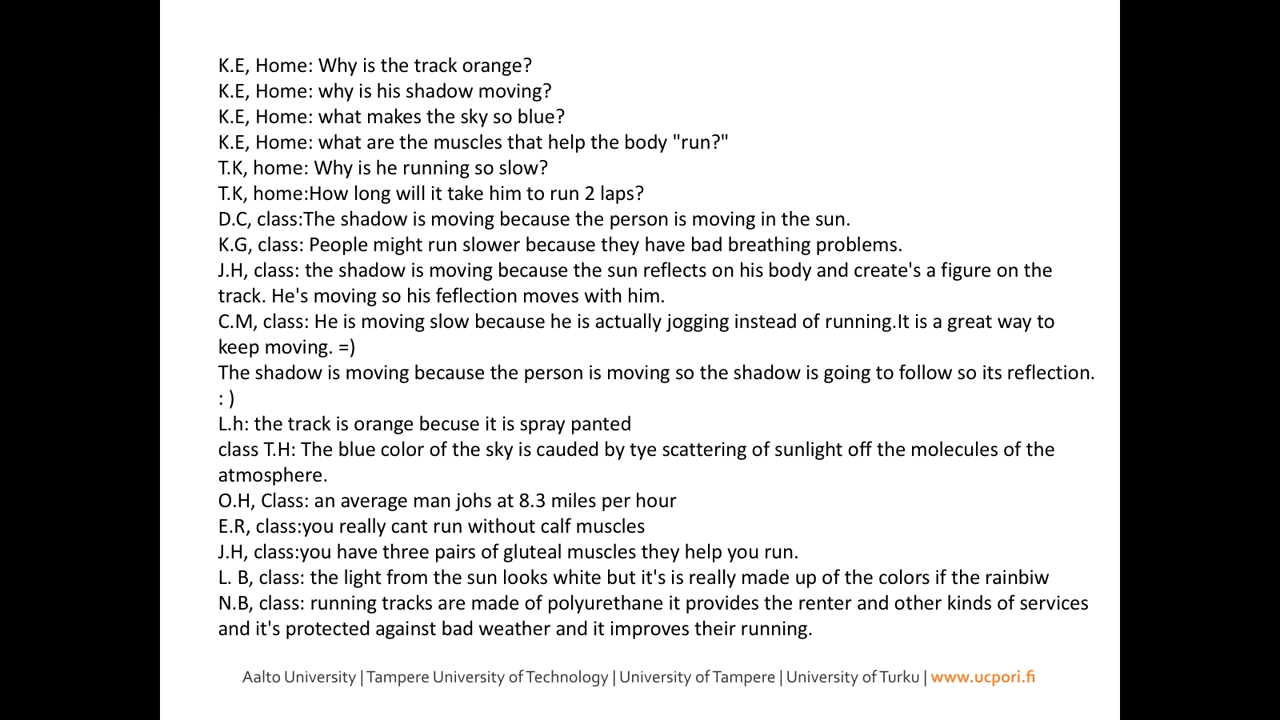 K.E, Home: Why is the track orange?
K.E, Home: why is his shadow moving?
K.E, Home: what makes the sky so blue?
K.E, Home: what are the muscles that help the body "run?"
T.K, home: Why is he running so slow?
T.K, home:How long will it take him to run 2 laps?
D.C, class:The shadow is moving because the person is moving in the sun.
K.G, class: People might run slower because they have bad breathing problems.
J.H, class: the shadow is moving because the sun reflects on his body and create's a figure on the
track. He's moving so his feflection moves with him.
C.M, class: He is moving slow because he is actually jogging instead of running.It is a great way to
keep moving. =)
The shadow is moving because the person is moving so the shadow is going to follow so its reflection.
: )
L.h: the track is orange becuse it is spray panted
class T.H: The blue color of the sky is cauded by tye scattering of sunlight off the molecules of the
atmosphere.
O.H, Class: an average man johs at 8.3 miles per hour
E.R, class:you really cant run without calf muscles
J.H, class:you have three pairs of gluteal muscles they help you run.
L. B, class: the light from the sun looks white but it's is really made up of the colors if the rainbiw
N.B, class: running tracks are made of polyurethane it provides the renter and other kinds of services
and it's protected against bad weather and it improves their running.
Aalto University | Tampere University of Technology | University of Tampere | University of Turku | www.ucpori.fi